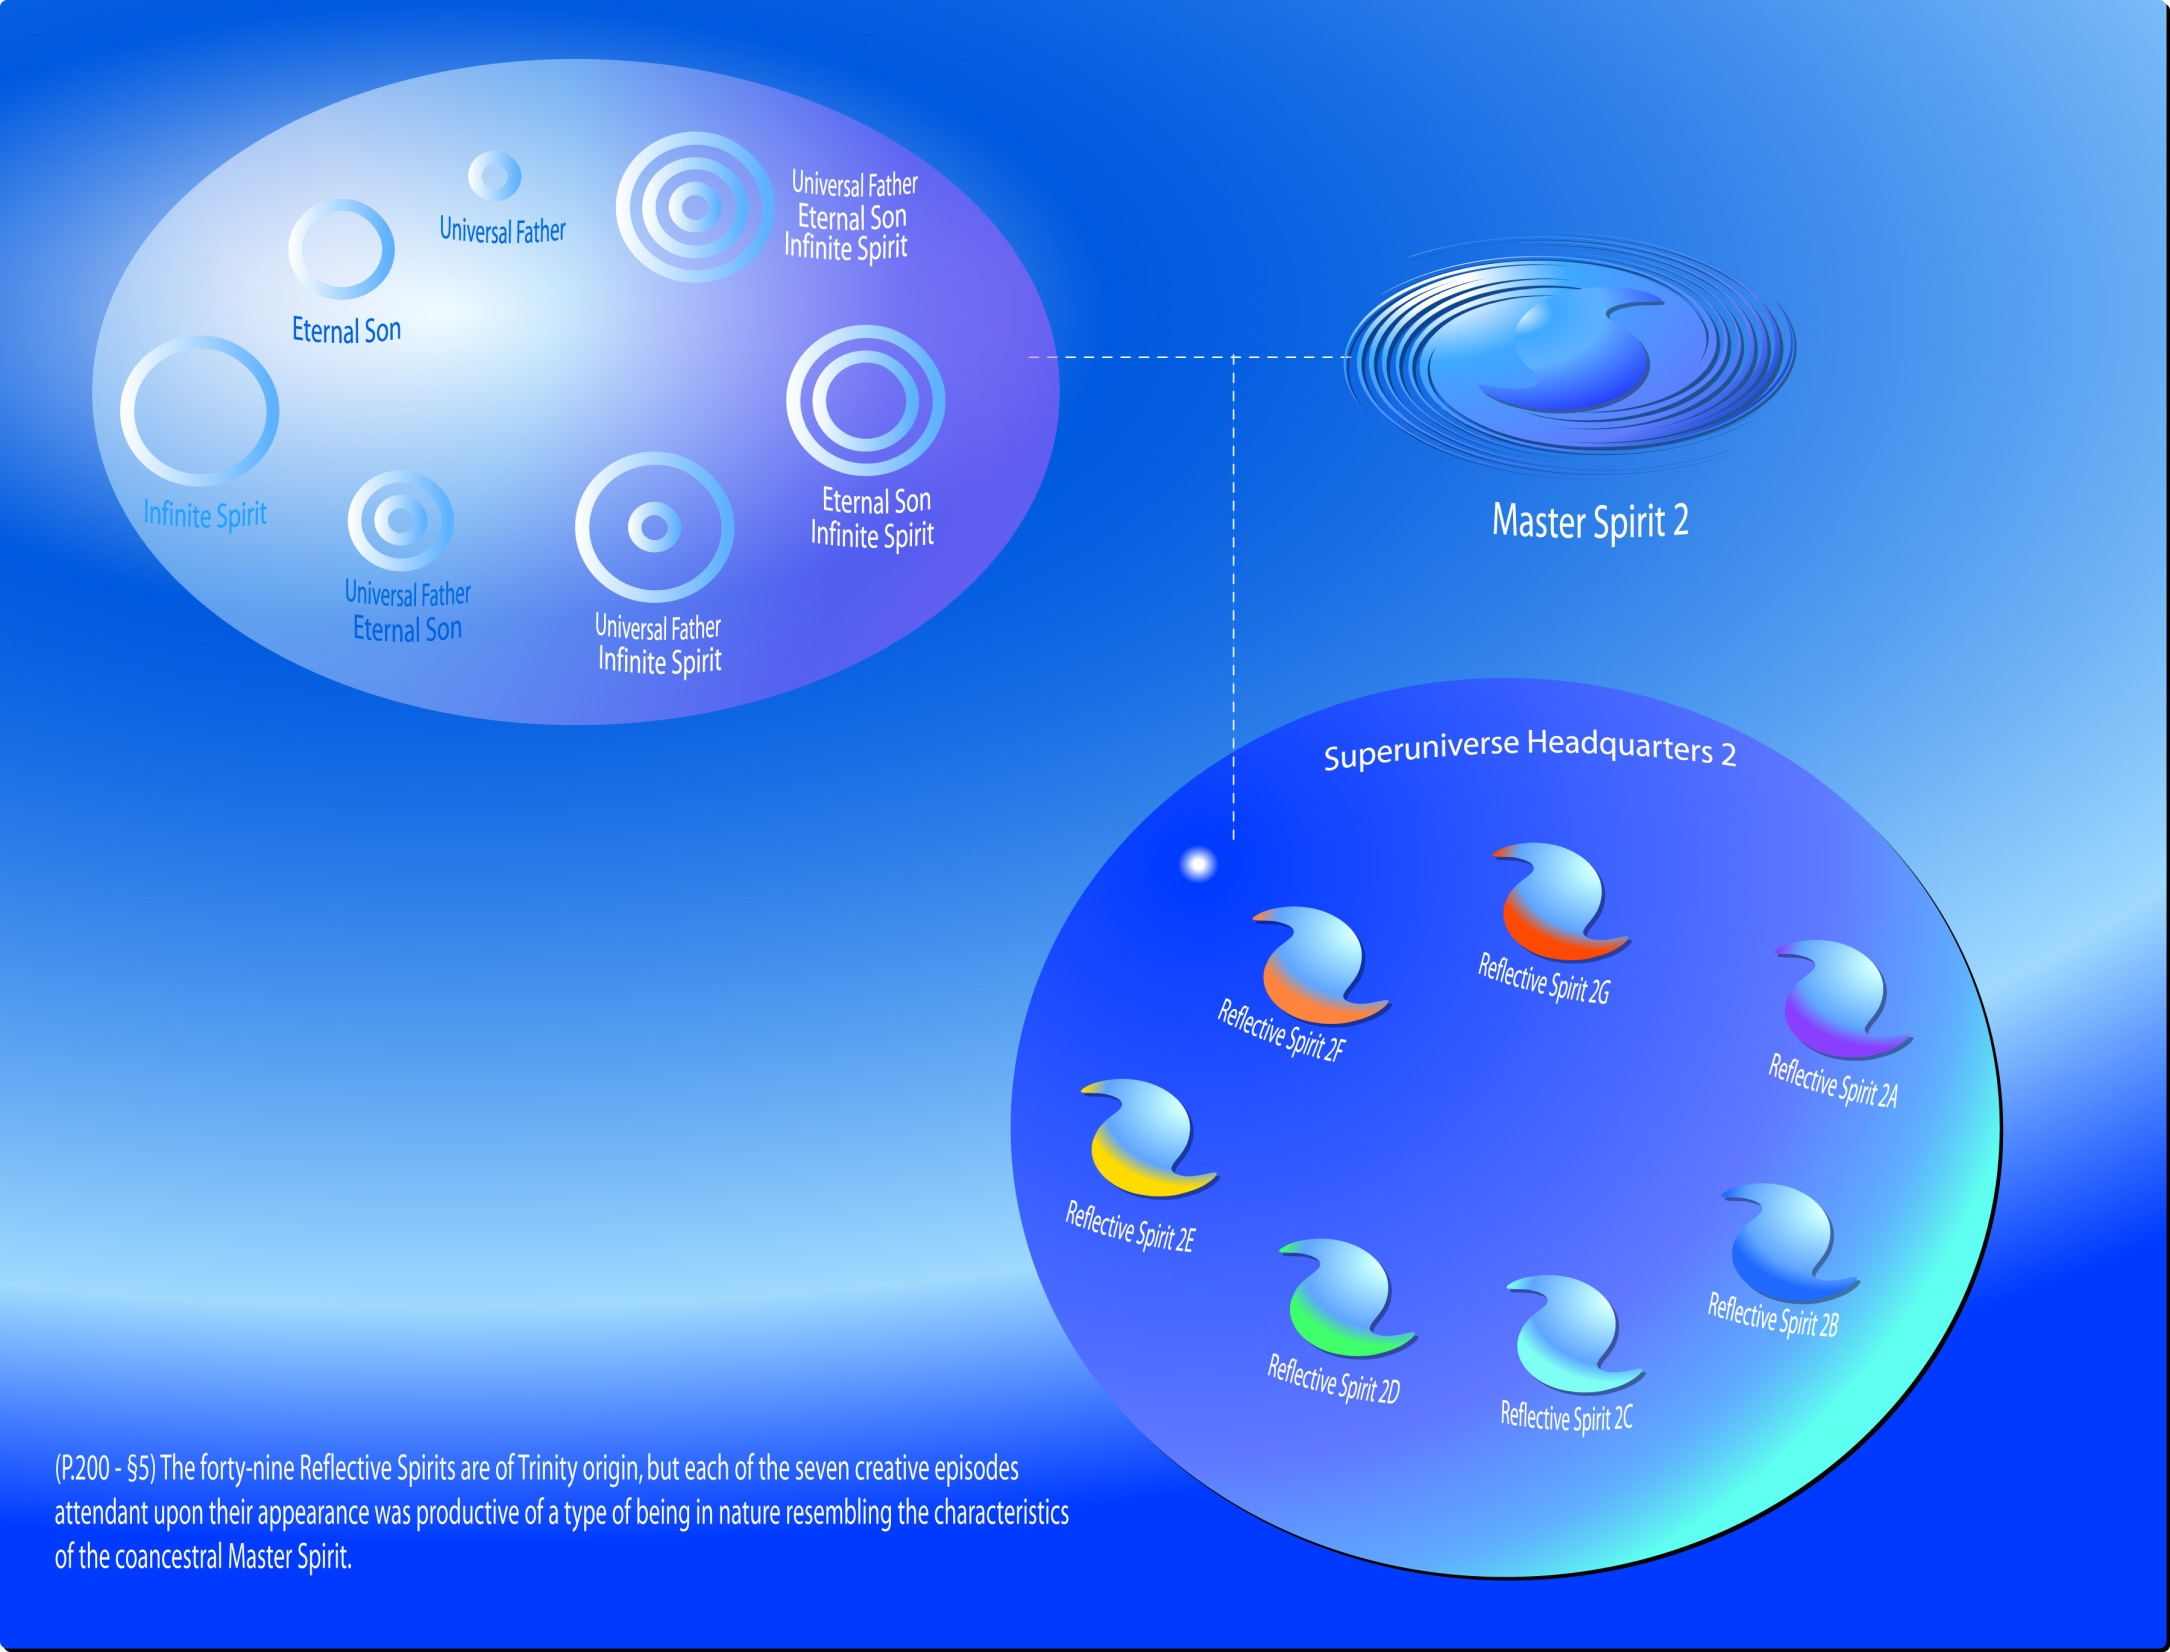 Universal Father
Eternal Son
Infinite Spirit
Universal Father
Eternal Son
Infinite Spirit
Universal Father
Eternal Son
Universal Father
Infinite Spirit
Eternal Son
Infinite Spirit
Master Spirit 2
Superuniverse Headquarters 2
Reflective Spirit 2G
Reflective Spirit 2F
Reflective Spirit 2A
Reflective Spirit 2E
Reflective Spirit 2B
Reflective Spirit 2D
Reflective Spirit 2C
(P.200 - §5) The forty-nine Reflective Spirits are of Trinity origin, but each of the seven creative episodes
attendant upon their appearance was productive of a type of being in nature resembling the characteristics
of the coancestral Master Spirit.